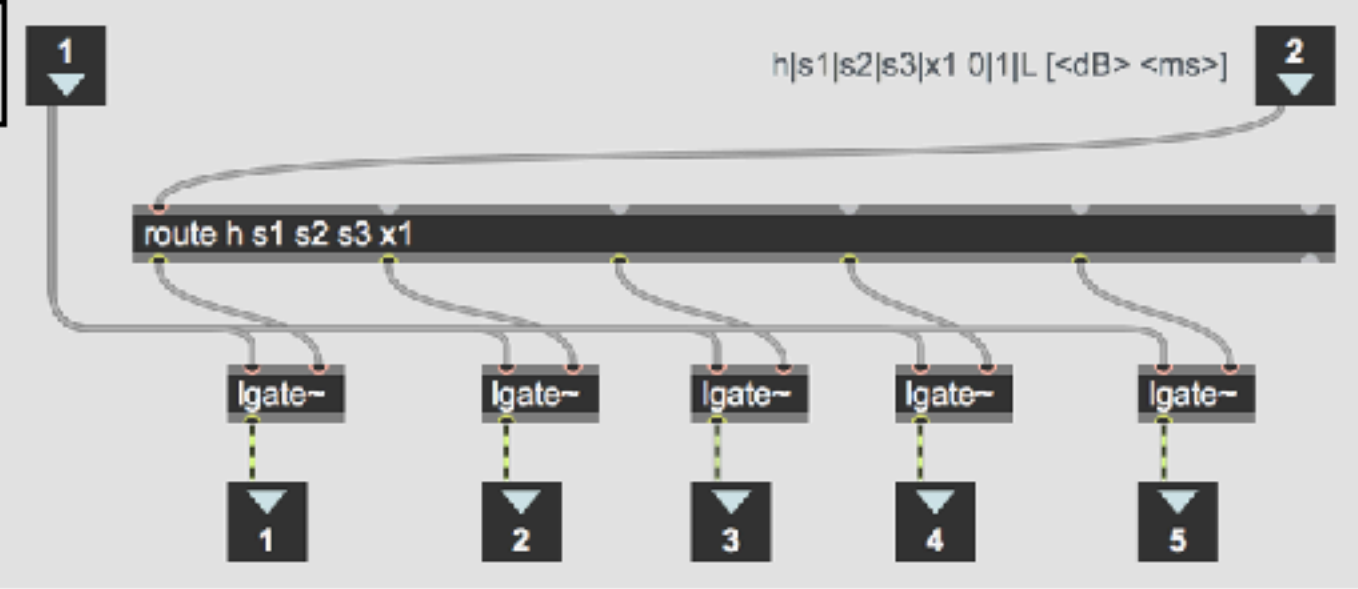 1
h|s1|s2|s3|x1 0|1|L [<dB> <ms>]
2
route h s1 s2 s3 x1
lgate~ lgate~ lgate~ lgate~ lgate~
1 2 3 4 5